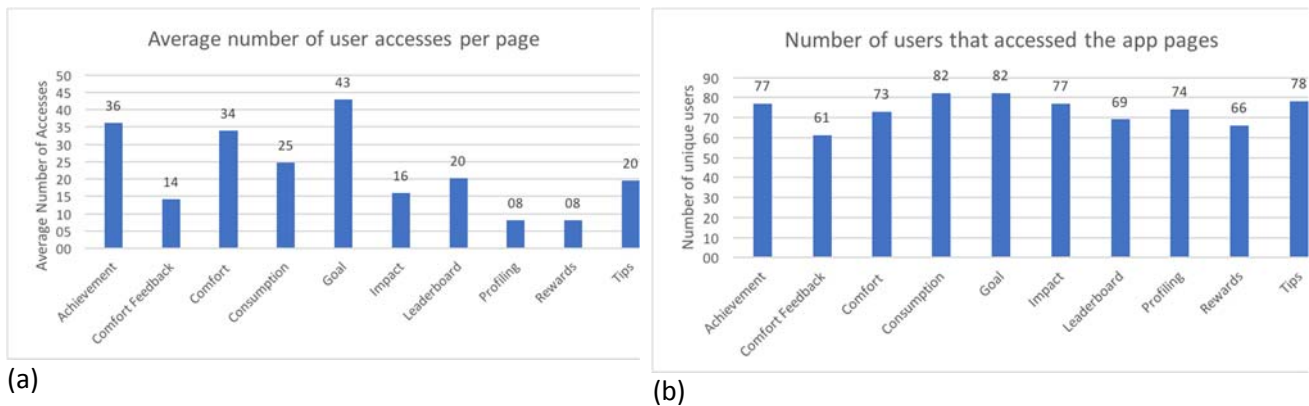 Average number of user accesses per page
Average Number of Accesses
50
45
40
35
30
25
20
15
10
05
00
36
14
34
25
43
16
20
08
08
20
Achievement
Comfort Feedback
Comfort
Consumption
Goal
Impact
Leaderboard
Profiling
Rewards
Tips
(a)
Number of users that accessed the app pages
Number of unique users
90
80
70
60
50
40
30
20
10
00
77
61
73
82
82
77
69
74
66
78
Achievement
Comfort Feedback
Comfort
Consumption
Goal
Impact
Leaderboard
Profiling
Rewards
Tips
(b)